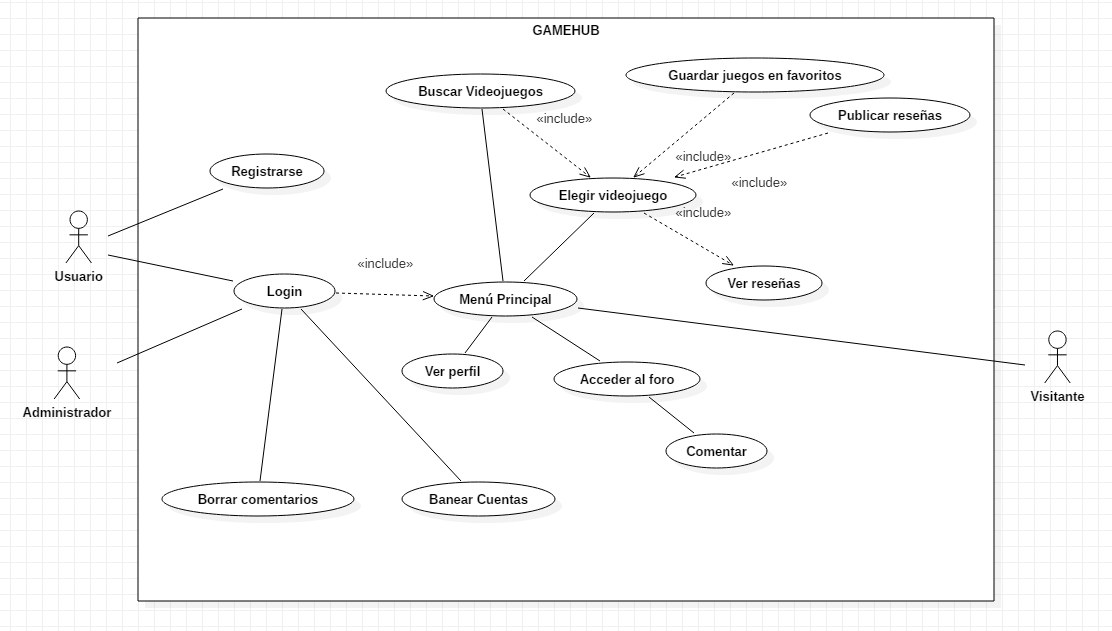 GAMEHUB
Guardar juegos en favoritos
Buscar Videojuegos
Publicar reseñas
«include»
«include»
Registrarse
«include»
Elegir videojuego
«include»
Usuario
«include»
Ver reseñas
Login
Menú Principal
Ver perfil
Acceder al foro
Visitante
Administrador
Comentar
Borrar comentarios
Banear Cuentas